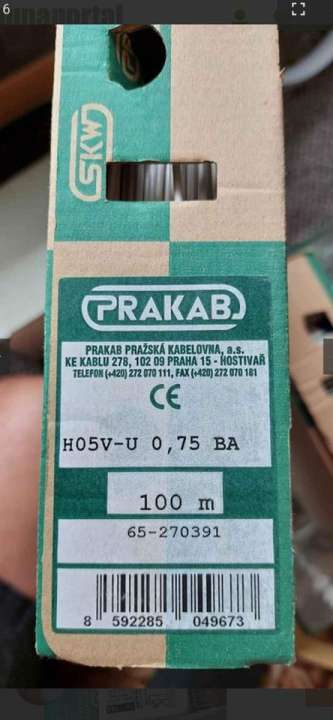 6
SKW
PRAKAB
PRAKAB PRAŽSKÁ KABELOVNA, a.s.
KE KABLU 278, 102 09 PRAHA 15 - HOSTIVAŘ
TELEFON (+420) 272 070 111, FAX (+420) 272 070 181
CE
H05V-U 0,75 BA
100 m
65-270391
8 592285 049673